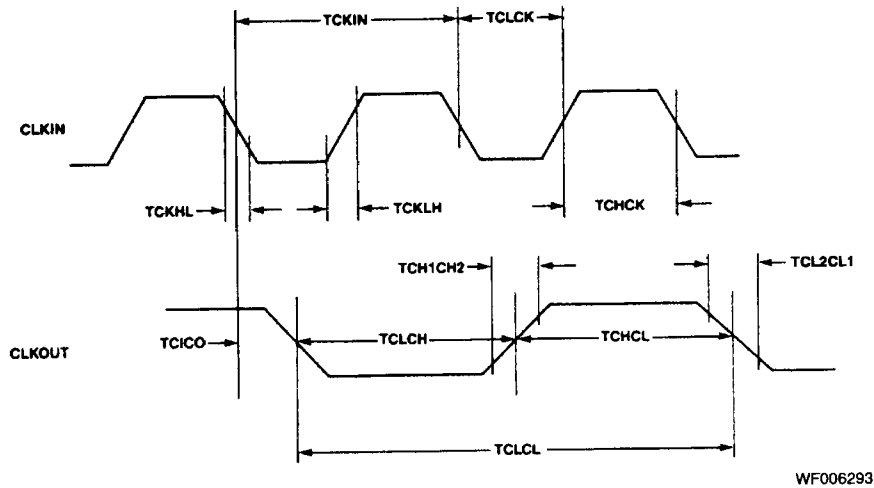 TCKIN
TCLCK
CLKIN
TCKHL
TCKLH
TCHCK
TCH1CH2
TCL2CL1
CLKOUT
TCICO
TCLCH
TCHCL
TCLCL
WF006293